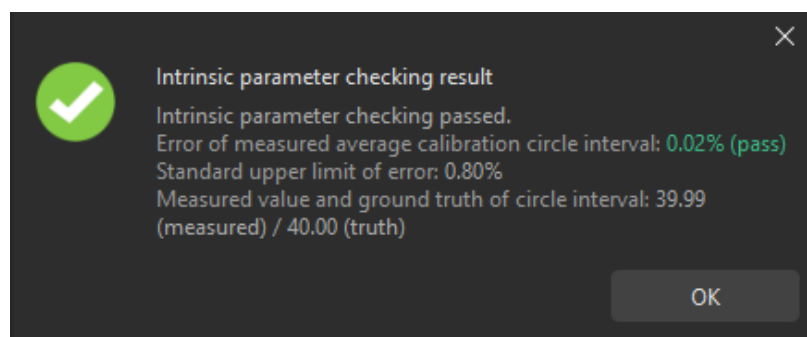 Intrinsic parameter checking result
Intrinsic parameter checking passed.
Error of measured average calibration circle interval: 0.02% (pass)
Standard upper limit of error: 0.80%
Measured value and ground truth of circle interval: 39.99
(measured) / 40.00 (truth)
OK